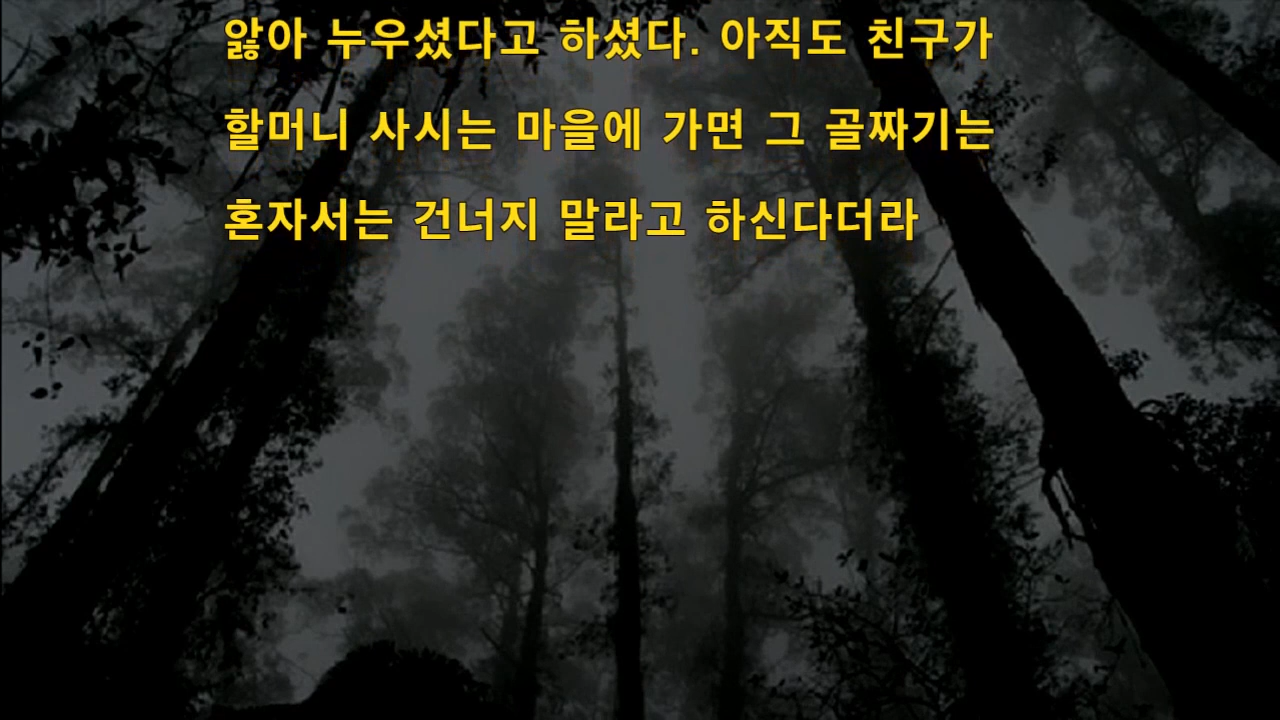 앓아 누우셨다고 하셨다. 아직도 친구가
할머니 사시는 마을에 가면 그 골짜기는
혼자서는 건너지 말라고 하신다더라